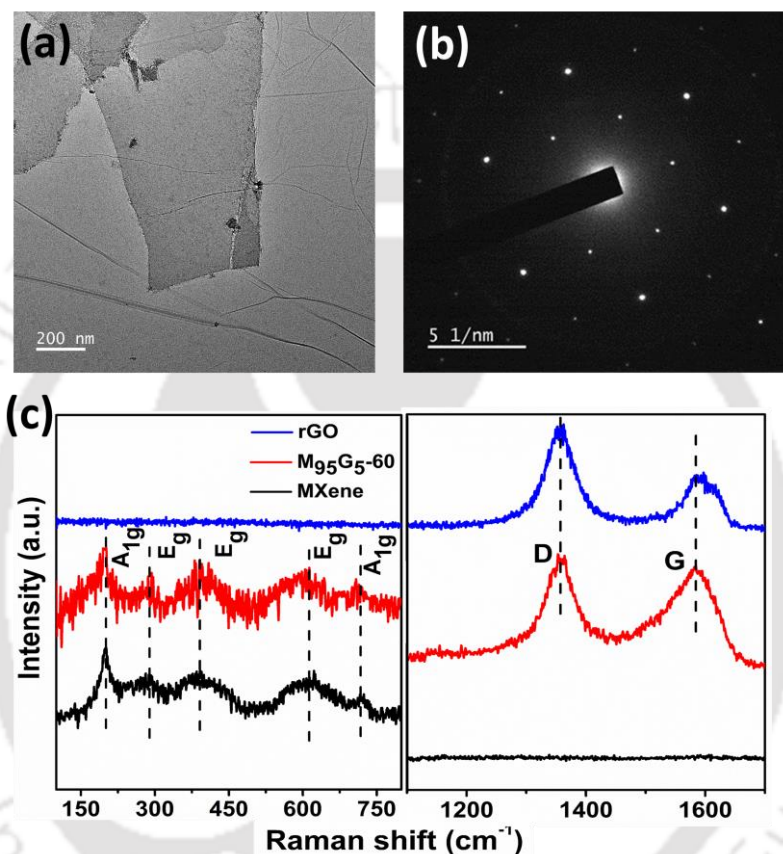 (a)
200 nm
(b)
5 1/nm
(c)
rGO
M95G5-60
MXene
A1g
Eg
Eg
Eg
A1g
D
G
Intensity (a.u.)
150 300 450 600 750
1200 1400 1600
Raman shift (cm-1)